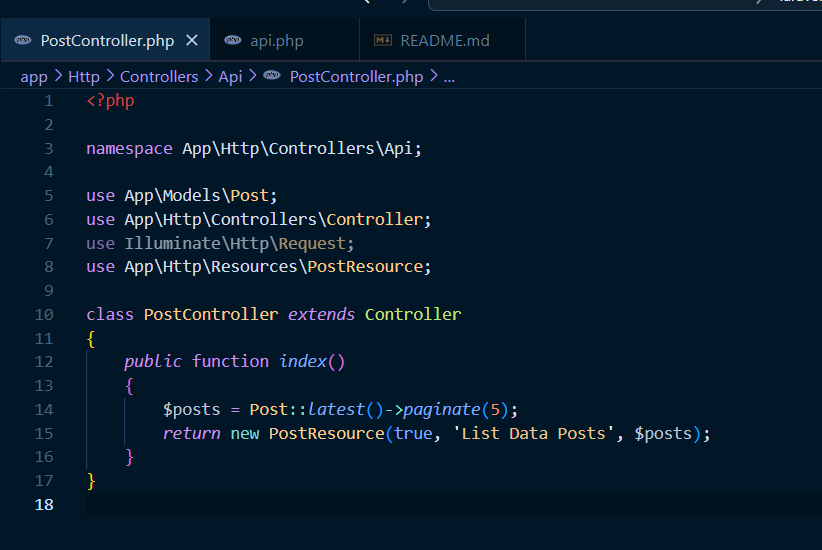 PostController.php
api.php
README.md
app > Http > Controllers > Api > PostController.php > ...
1 <?php
2
3 namespace App\Http\Controllers\Api;
4
5 use App\Models\Post;
6 use App\Http\Controllers\Controller;
7 use Illuminate\Http\Request;
8 use App\Http\Resources\PostResource;
9
10 class PostController extends Controller
11 {
12     public function index()
13     {
14         $posts = Post::latest()->paginate(5);
15         return new PostResource(true, 'List Data Posts', $posts);
16     }
17 }
18